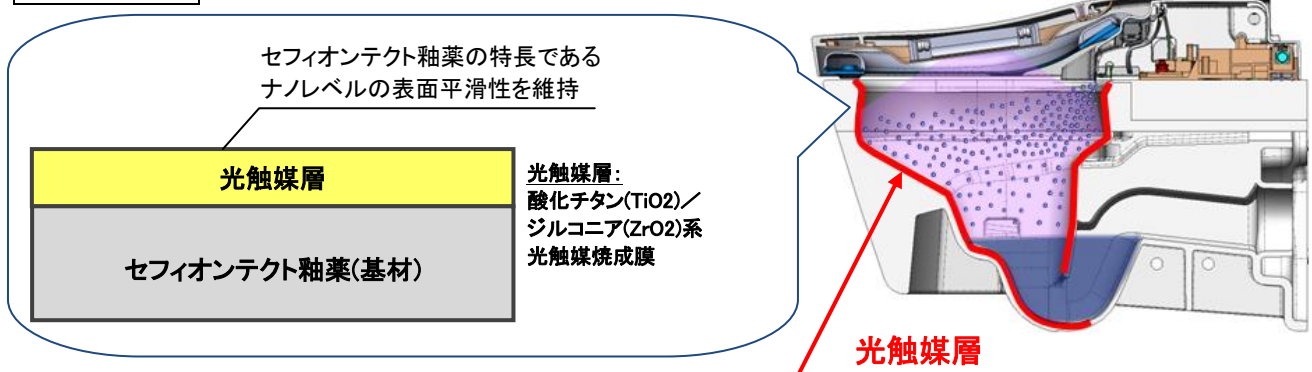 セフィオンテクト釉薬の特長である
ナノレベルの表面平滑性を維持
光触媒層
セフィオンテクト釉薬(基材)
光触媒層:
酸化チタン(TiO2)／
ジルコニア(ZrO2)系
光触媒焼成膜
光触媒層